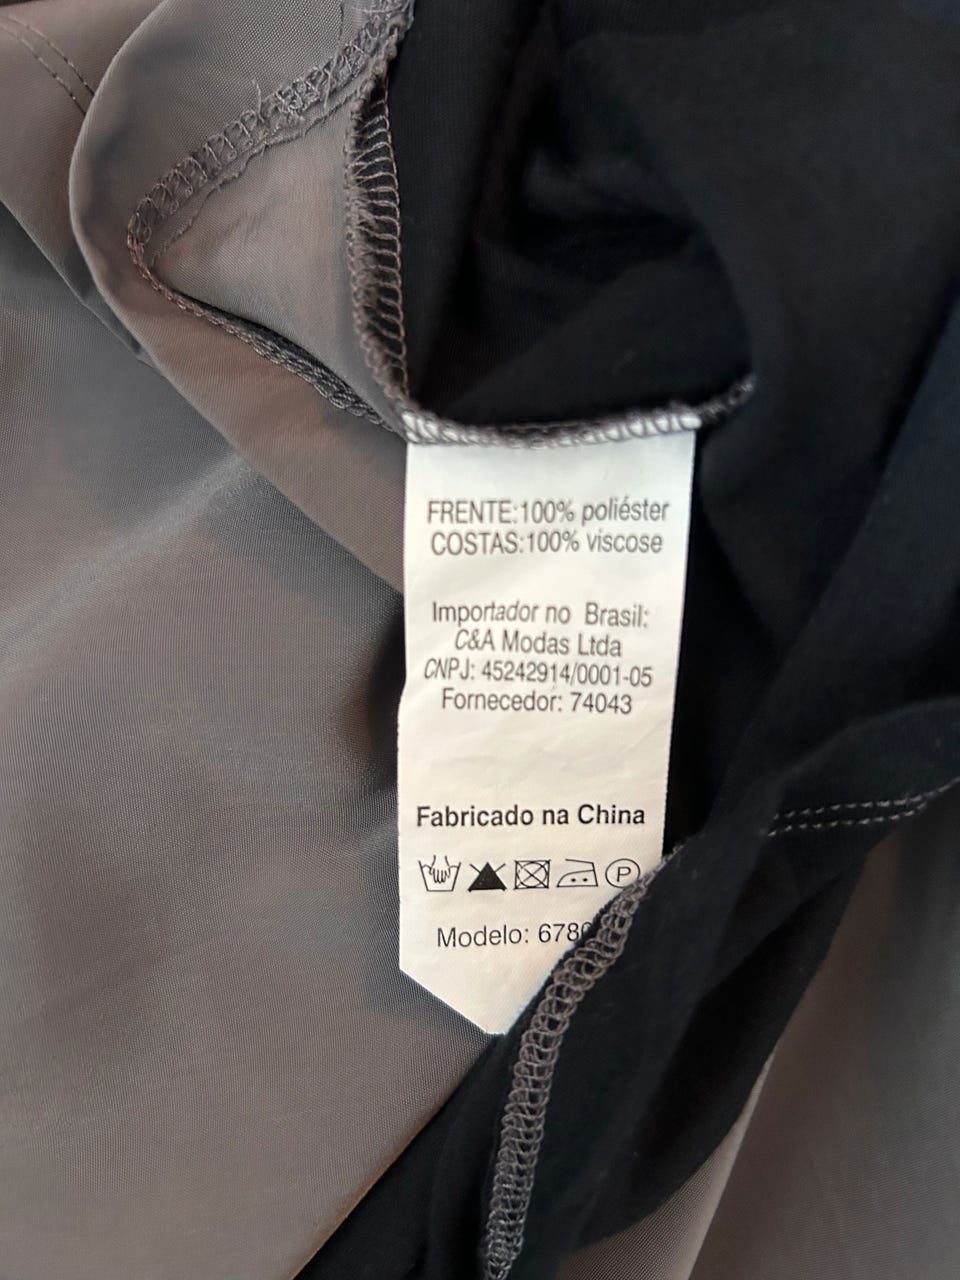 FRENTE:100% poliéster
COSTAS:100% viscose
Importador no Brasil:
C&A Modas Ltda
CNPJ: 45242914/0001-05
Fornecedor: 74043
Fabricado na China
P
Modelo: